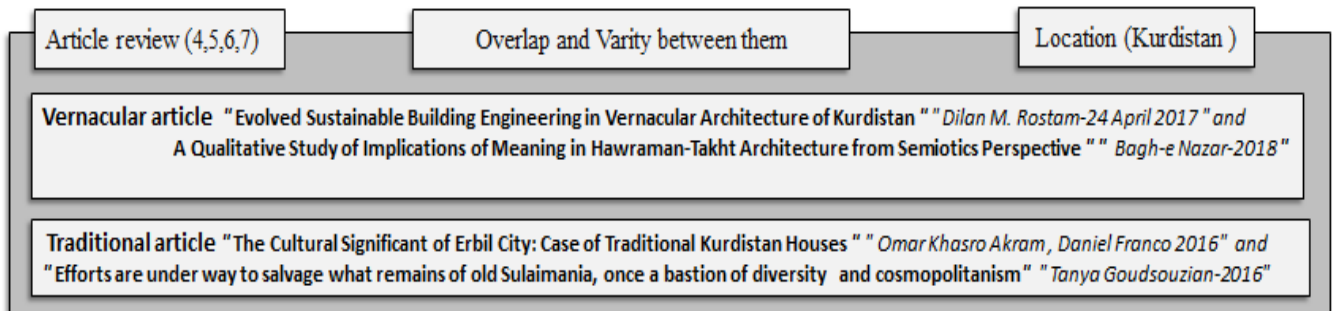 Article review (4,5,6,7)
Overlap and Varity between them
Location (Kurdistan )
Vernacular article "Evolved Sustainable Building Engineering in Vernacular Architecture of Kurdistan " " Dilan M. Rostam-24 April 2017 " and
A Qualitative Study of Implications of Meaning in Hawraman-Takht Architecture from Semiotics Perspective " " Bagh-e Nazar-2018 "
Traditional article "The Cultural Significant of Erbil City: Case of Traditional Kurdistan Houses " " Omar Khasro Akram , Daniel Franco 2016" and
"Efforts are under way to salvage what remains of old Sulaimania, once a bastion of diversity and cosmopolitanism" "Tanya Goudsouzian-2016"